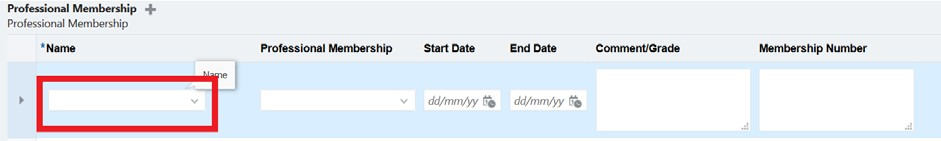 Professional Membership
Professional Membership
*Name Professional Membership Start Date End Date Comment/Grade Membership Number
Name
dd/mm/yy dd/mm/yy